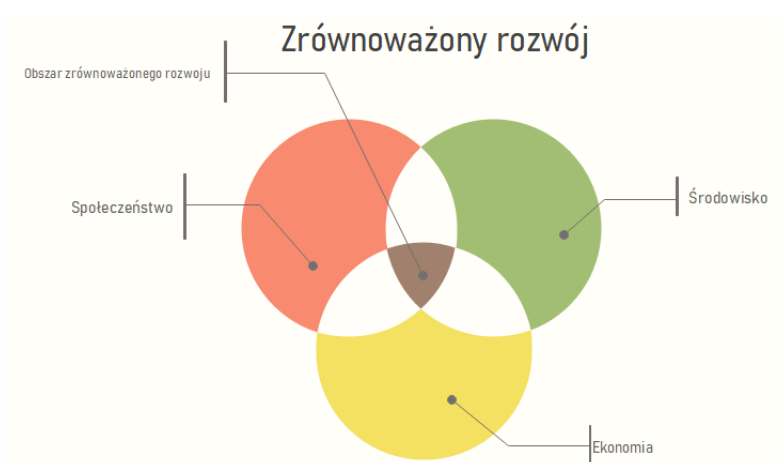 Zrównoważony rozwój
Obszar zrównoważonego rozwoju
Społeczeństwo
Środowisko
Ekonomia